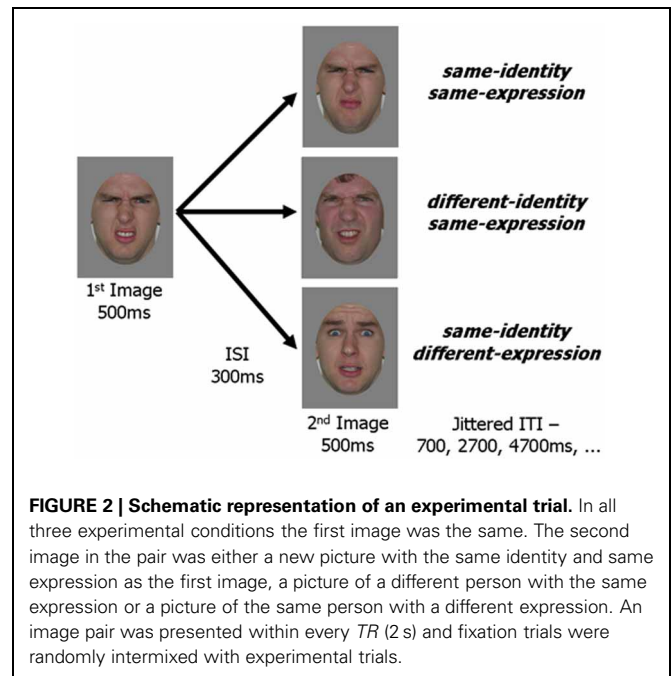 same-identity
same-expression
different-identity
same-expression
1st Image
500ms
same-identity
different-expression
ISI
300ms
2nd Image
500ms
Jittered ITI –
700, 2700, 4700ms, ...
FIGURE 2 | Schematic representation of an experimental trial. In all
three experimental conditions the first image was the same. The second
image in the pair was either a new picture with the same identity and same
expression as the first image, a picture of a different person with the same
expression or a picture of the same person with a different expression. An
image pair was presented within every TR (2 s) and fixation trials were
randomly intermixed with experimental trials.